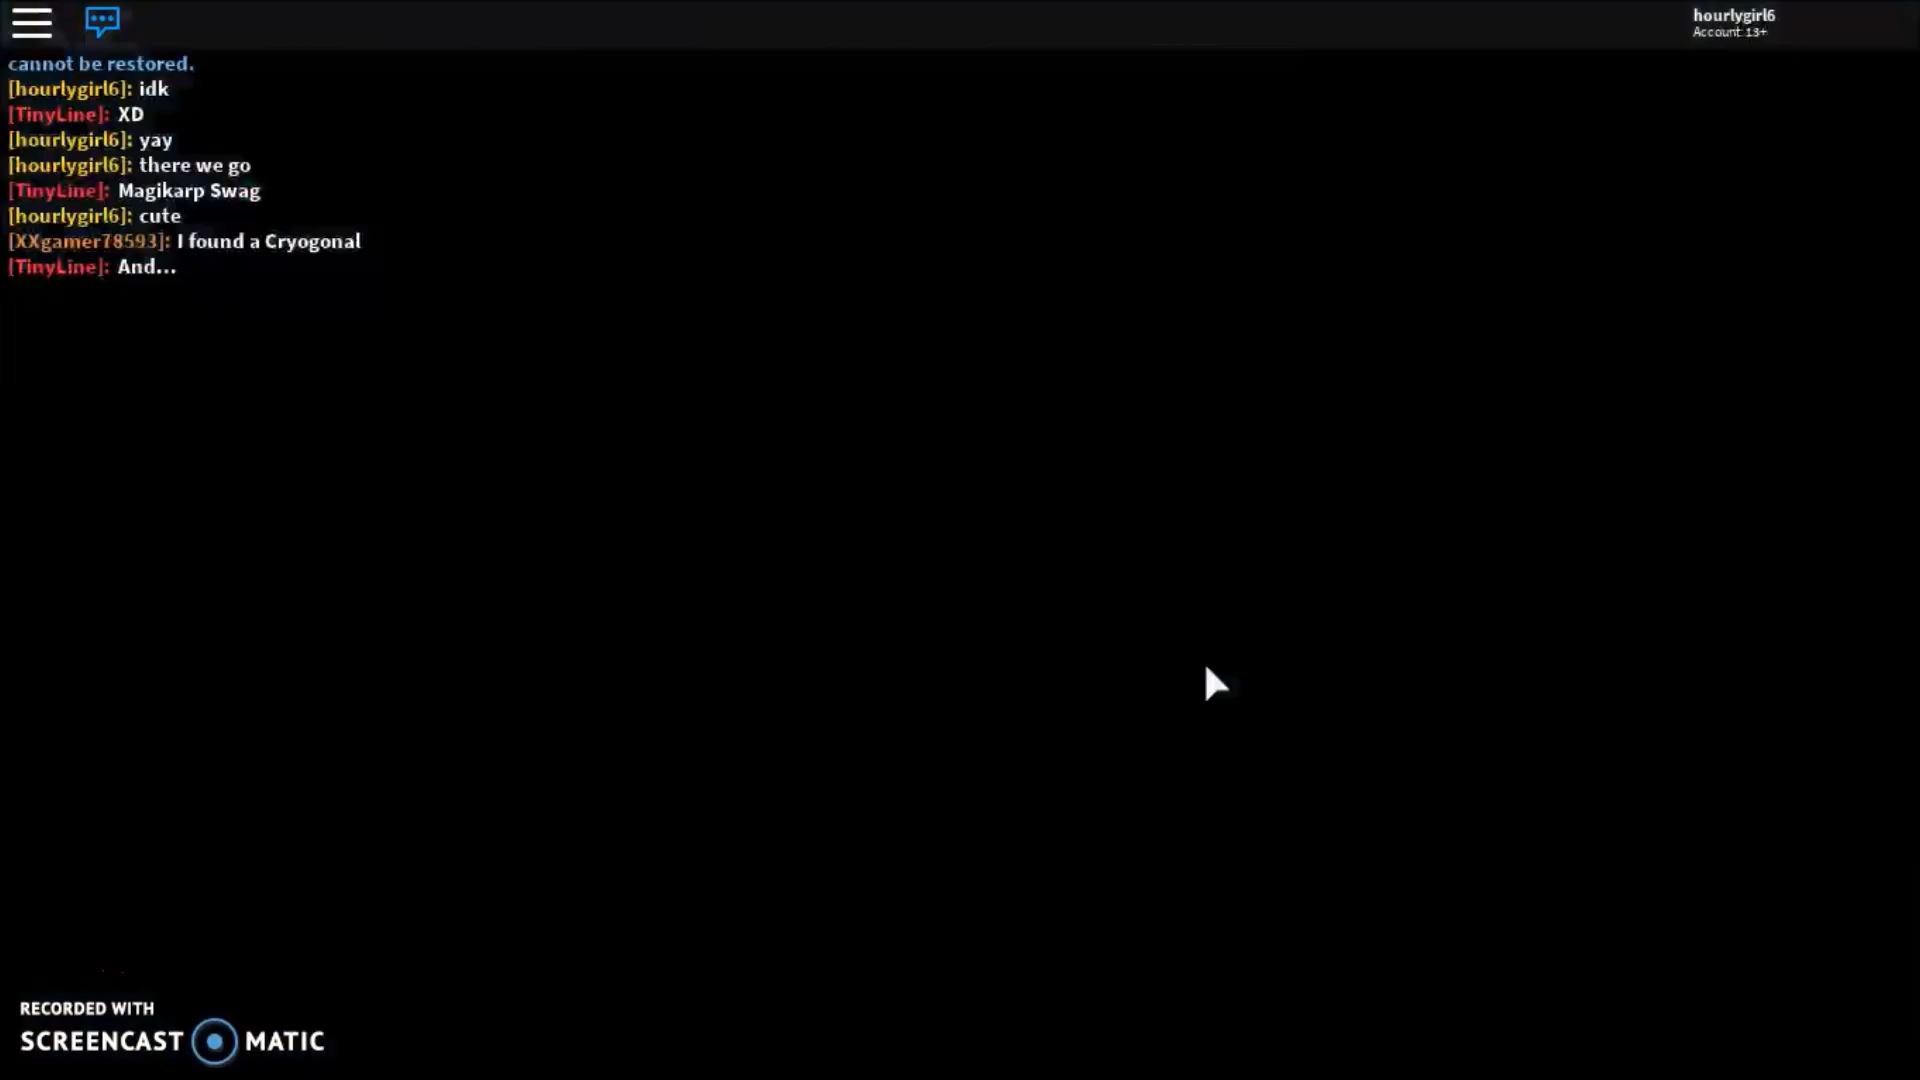 hourlygirl6
Account: 13+
cannot be restored.
[hourlygirl6]: idk
[TinyLine]: XD
[hourlygirl6]: yay
[hourlygirl6]: there we go
[TinyLine]: Magikarp Swag
[hourlygirl6]: cute
[XXgamer78593]: I found a Cryogonal
[TinyLine]: And...
RECORDED WITH
SCREENCAST MATIC